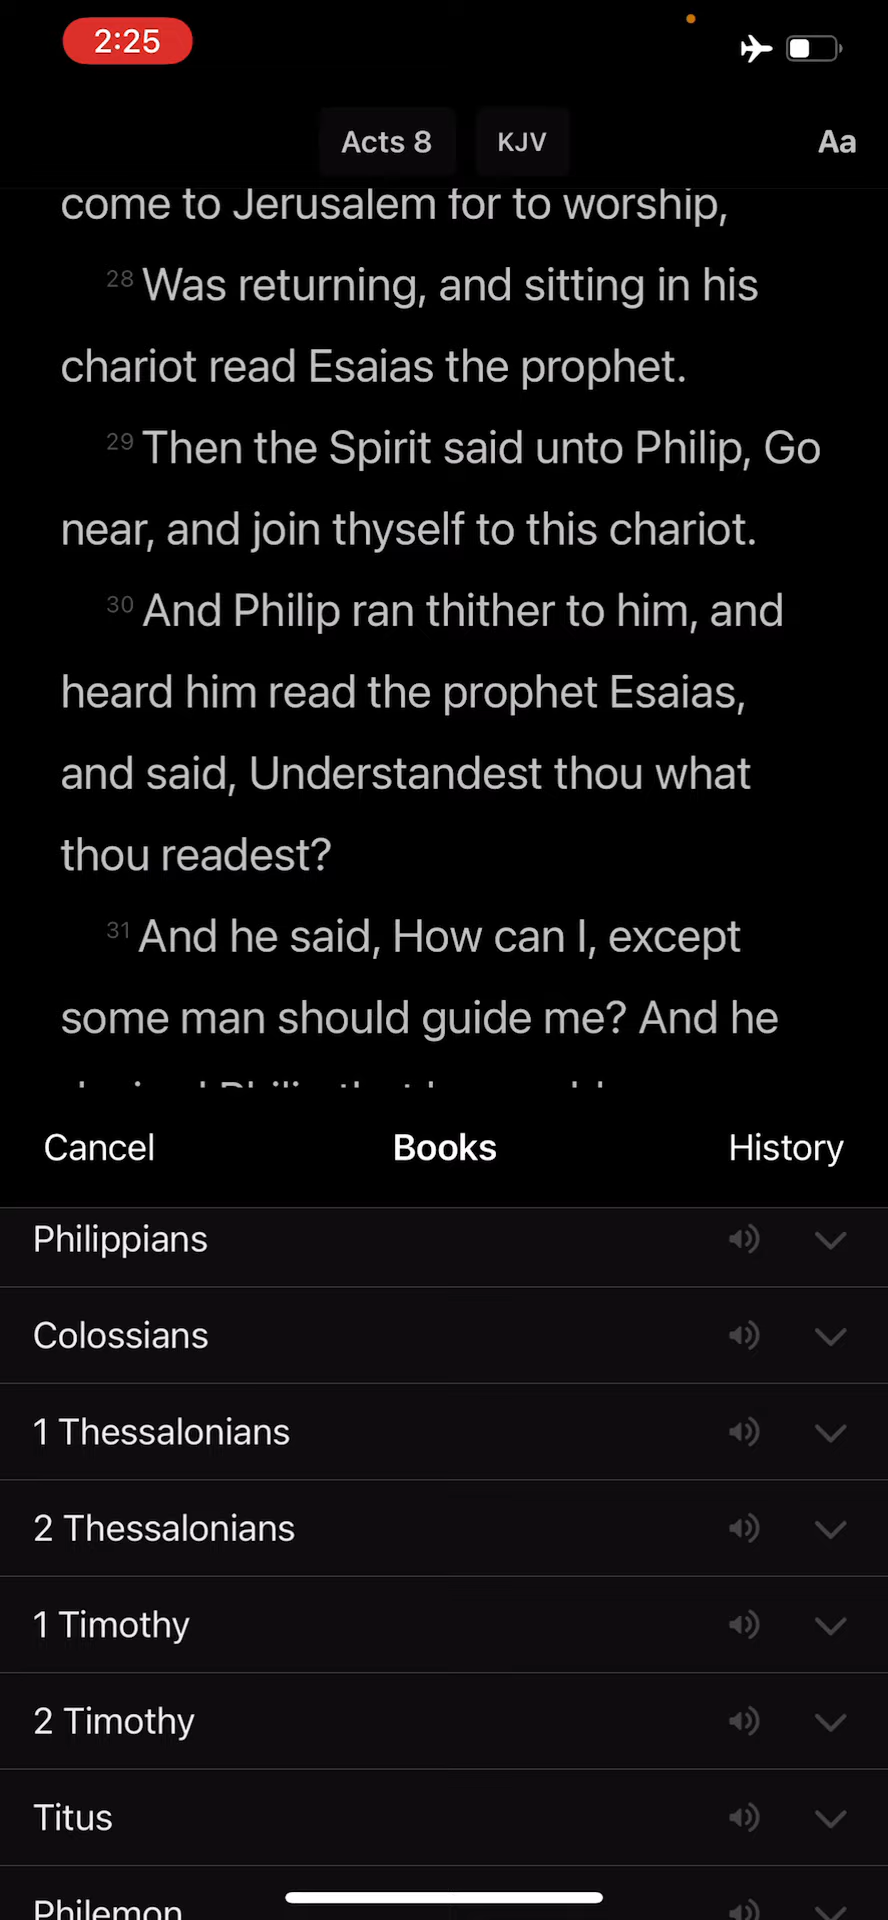 2:25
Acts 8 KJV Aa
come to Jerusalem for to worship,
28 Was returning, and sitting in his
chariot read Esaias the prophet.
29 Then the Spirit said unto Philip, Go
near, and join thyself to this chariot.
30 And Philip ran thither to him, and
heard him read the prophet Esaias,
and said, Understandest thou what
thou readest?
31 And he said, How can I, except
some man should guide me? And he
Cancel Books History
Philippians
Colossians
1 Thessalonians
2 Thessalonians
1 Timothy
2 Timothy
Titus
Philemon